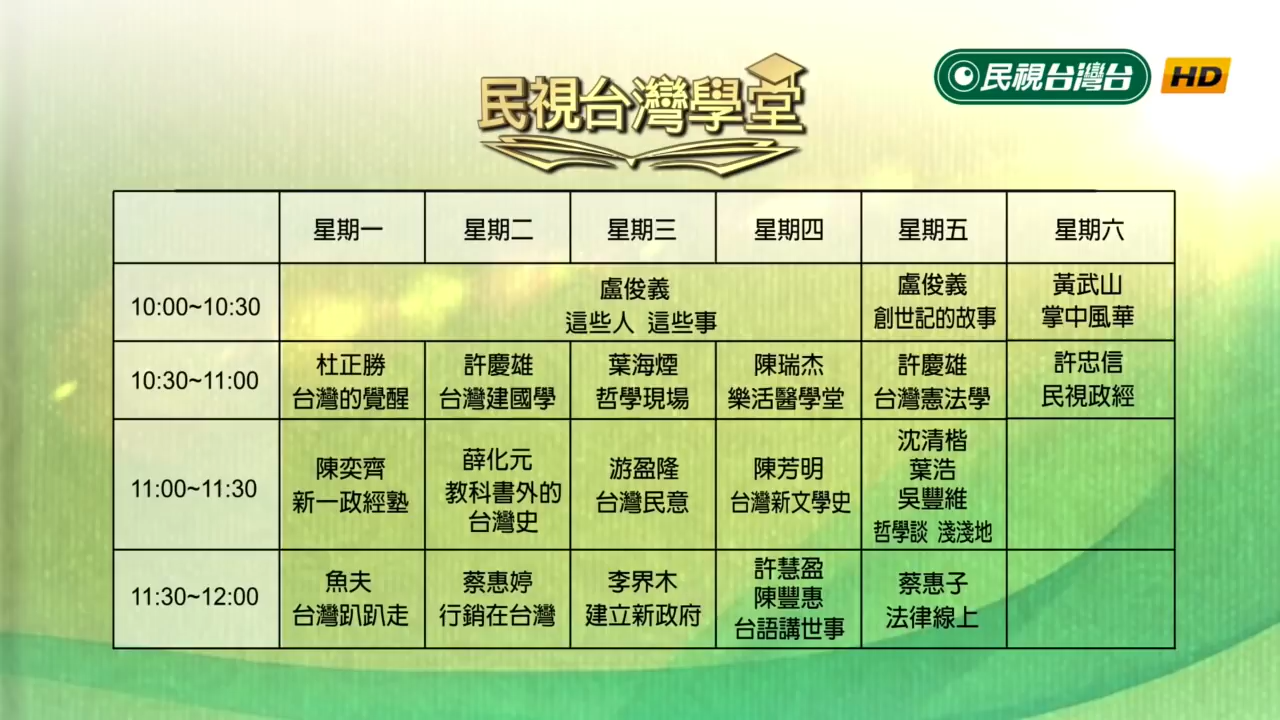 民視台灣學堂
民視台灣台 HD
星期一 星期二 星期三 星期四 星期五 星期六
10:00~10:30
盧俊義
這些人 這些事
盧俊義
創世記的故事
黃武山
掌中風華
10:30~11:00
杜正勝
台灣的覺醒
許慶雄
台灣建國學
葉海煙
哲學現場
陳瑞杰
樂活醫學堂
許慶雄
台灣憲法學
許忠信
民視政經
11:00~11:30
陳奕齊
新一政經塾
薛化元
教科書外的
台灣史
游盈隆
台灣民意
陳芳明
台灣新文學史
沈清楷
葉浩
吳豐維
哲學談 淺淺地
11:30~12:00
魚夫
台灣趴趴走
蔡惠婷
行銷在台灣
李界木
建立新政府
許慧盈
陳豐惠
台語講世事
蔡惠子
法律線上